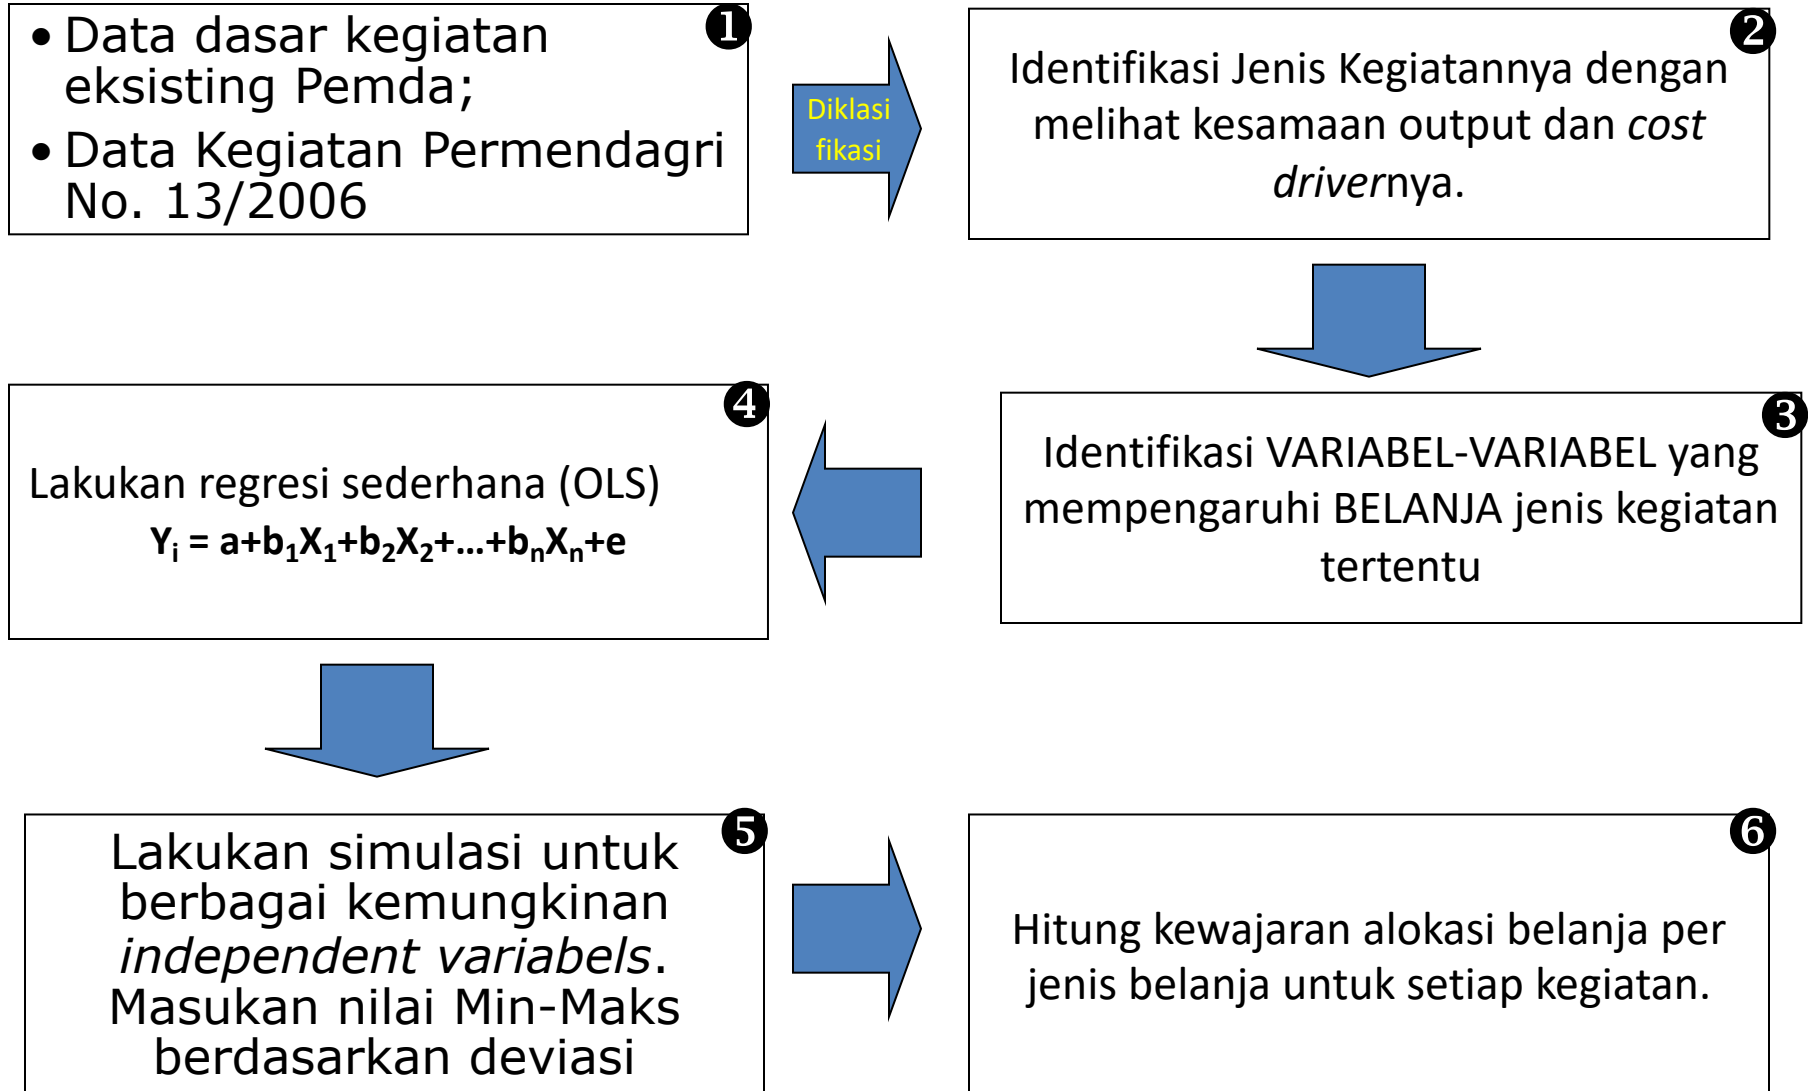 ❶
• Data dasar kegiatan
eksisting Pemda;
• Data Kegiatan Permendagri
No. 13/2006
Diklasi
fikasi
❷
Identifikasi Jenis Kegiatannya dengan
melihat kesamaan output dan cost
drivernya.
❸
Identifikasi VARIABEL-VARIABEL yang
mempengaruhi BELANJA jenis kegiatan
tertentu
❹
Lakukan regresi sederhana (OLS)
Yᵢ = a+b₁X₁+b₂X₂+...+bₙXₙ+e
❺
Lakukan simulasi untuk
berbagai kemungkinan
independent variabels.
Masukan nilai Min-Maks
berdasarkan deviasi
❻
Hitung kewajaran alokasi belanja per
jenis belanja untuk setiap kegiatan.